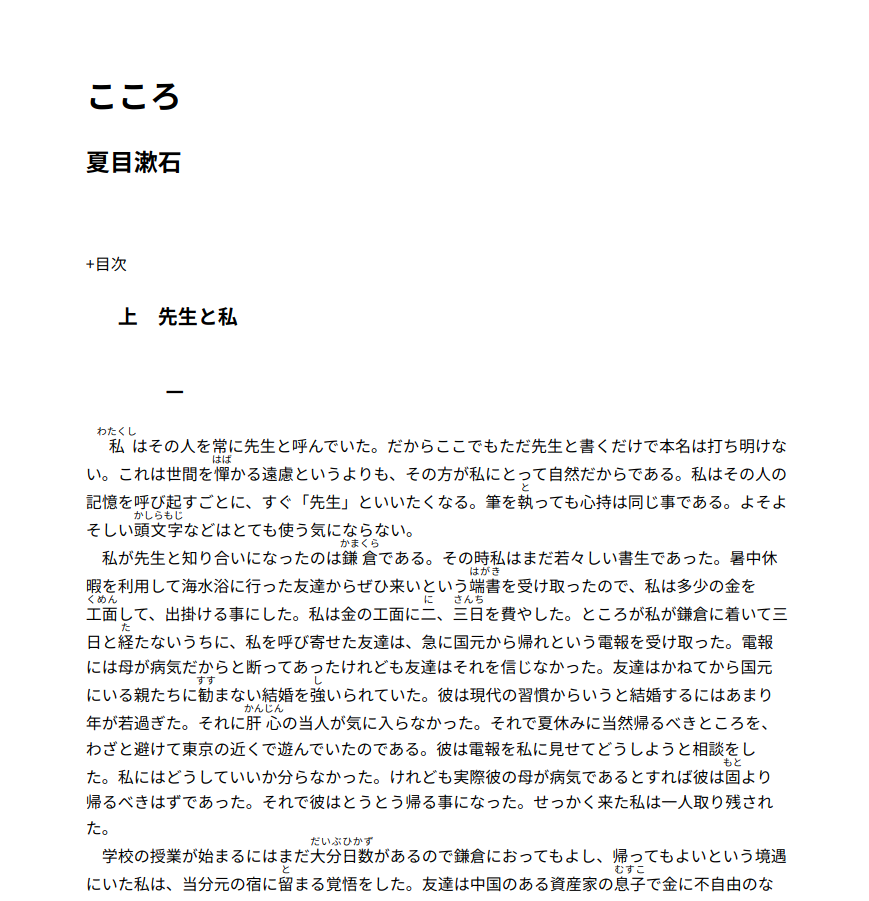 こころ
夏目漱石
+目次
上　先生と私
一
わたくし
私はその人を常に先生と呼んでいた。だからここでもただ先生と書くだけで本名は打ち明けな
はば
い。これは世間を憚かる遠慮というよりも、その方が私にとって自然だからである。私はその人の
と
記憶を呼び起すごとに、すぐ「先生」といいたくなる。筆を執っても心持は同じ事である。よそよ
かしらもじ
そしい頭文字などはとても使う気にならない。
かまくら
私が先生と知り合いになったのは鎌倉である。その時私はまだ若々しい書生であった。暑中休
はがき
暇を利用して海水浴に行った友達からぜひ来いという端書を受け取ったので、私は多少の金を
くめん に さんち
工面して、出掛ける事にした。私は金の工面に二、三日を費やした。ところが私が鎌倉に着いて三
た
日と経たないうちに、私を呼び寄せた友達は、急に国元から帰れという電報を受け取った。電報
には母が病気だからと断ってあったけれども友達はそれを信じなかった。友達はかねてから国元
すす し
にいる親たちに勧まない結婚を強いられていた。彼は現代の習慣からいうと結婚するにはあまり
かんじん
年が若過ぎた。それに肝心の当人が気に入らなかった。それで夏休みに当然帰るべきところを、
わざと避けて東京の近くで遊んでいたのである。彼は電報を私に見せてどうしようと相談をし
もと
た。私にはどうしていいか分らなかった。けれども実際彼の母が病気であるとすれば彼は固より
帰るべきはずであった。それで彼はとうとう帰る事になった。せっかく来た私は一人取り残され
た。
だいぶひかず
学校の授業が始まるにはまだ大分日数があるので鎌倉におってもよし、帰ってもよいという境遇
と むすこ
にいた私は、当分元の宿に留まる覚悟をした。友達は中国のある資産家の息子で金に不自由のな